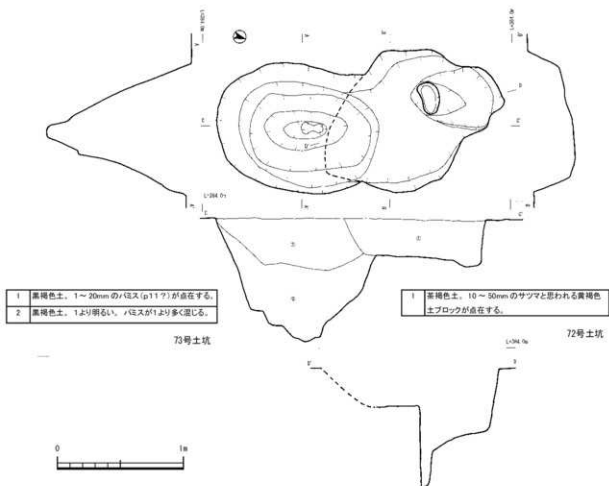 1 黒褐色土。1～20mmのパミス(p11?)が点在する。
2 黒褐色土。1より明るい。パミスが1より多く混じる。
73号土坑
1 茶褐色土。10～50mmのサツマと思われる黄褐色
土ブロックが点在する。
72号土坑
0 1m